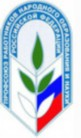 ПРОФСОЮЗ РАБОТНИКОВ НАРОДНОГО ОБРАЗОВАНИЯ И НАУКИ
РОССИЙСКОЙ ФЕДЕРАЦИИ